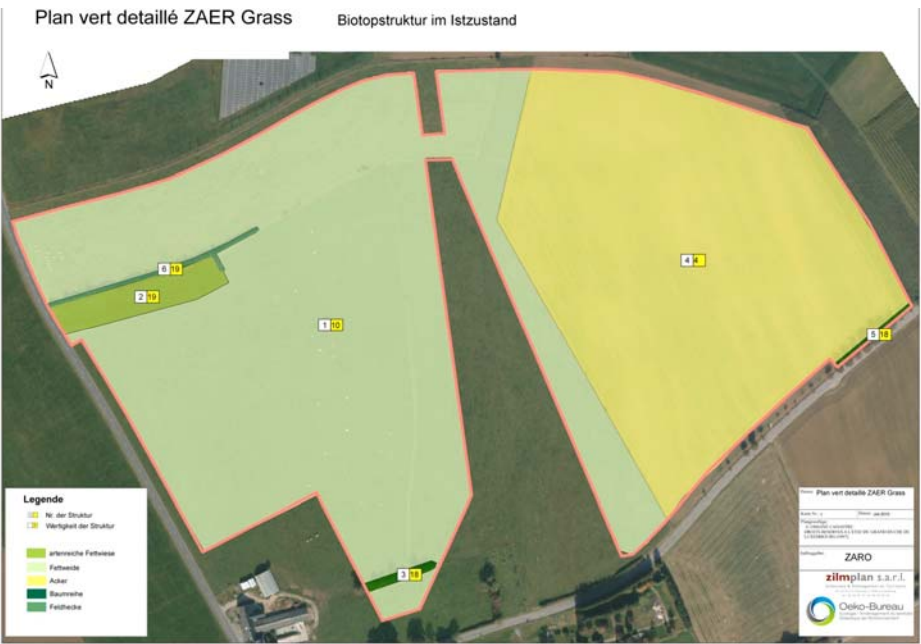 Plan vert detaillé ZAER Grass
Biotopstruktur im Istzustand
N
6 19
2 19
1 10
4 4
5 18
3 18
Legende
Nr. der Struktur
Wertigkeit der Struktur
artenreiche Fettwiese
Fettweide
Acker
Baumreihe
Feldhecke
Plan vert detaillé ZAER Grass
ZARO
zilmplan s.a.r.l.
Oeko-Bureau